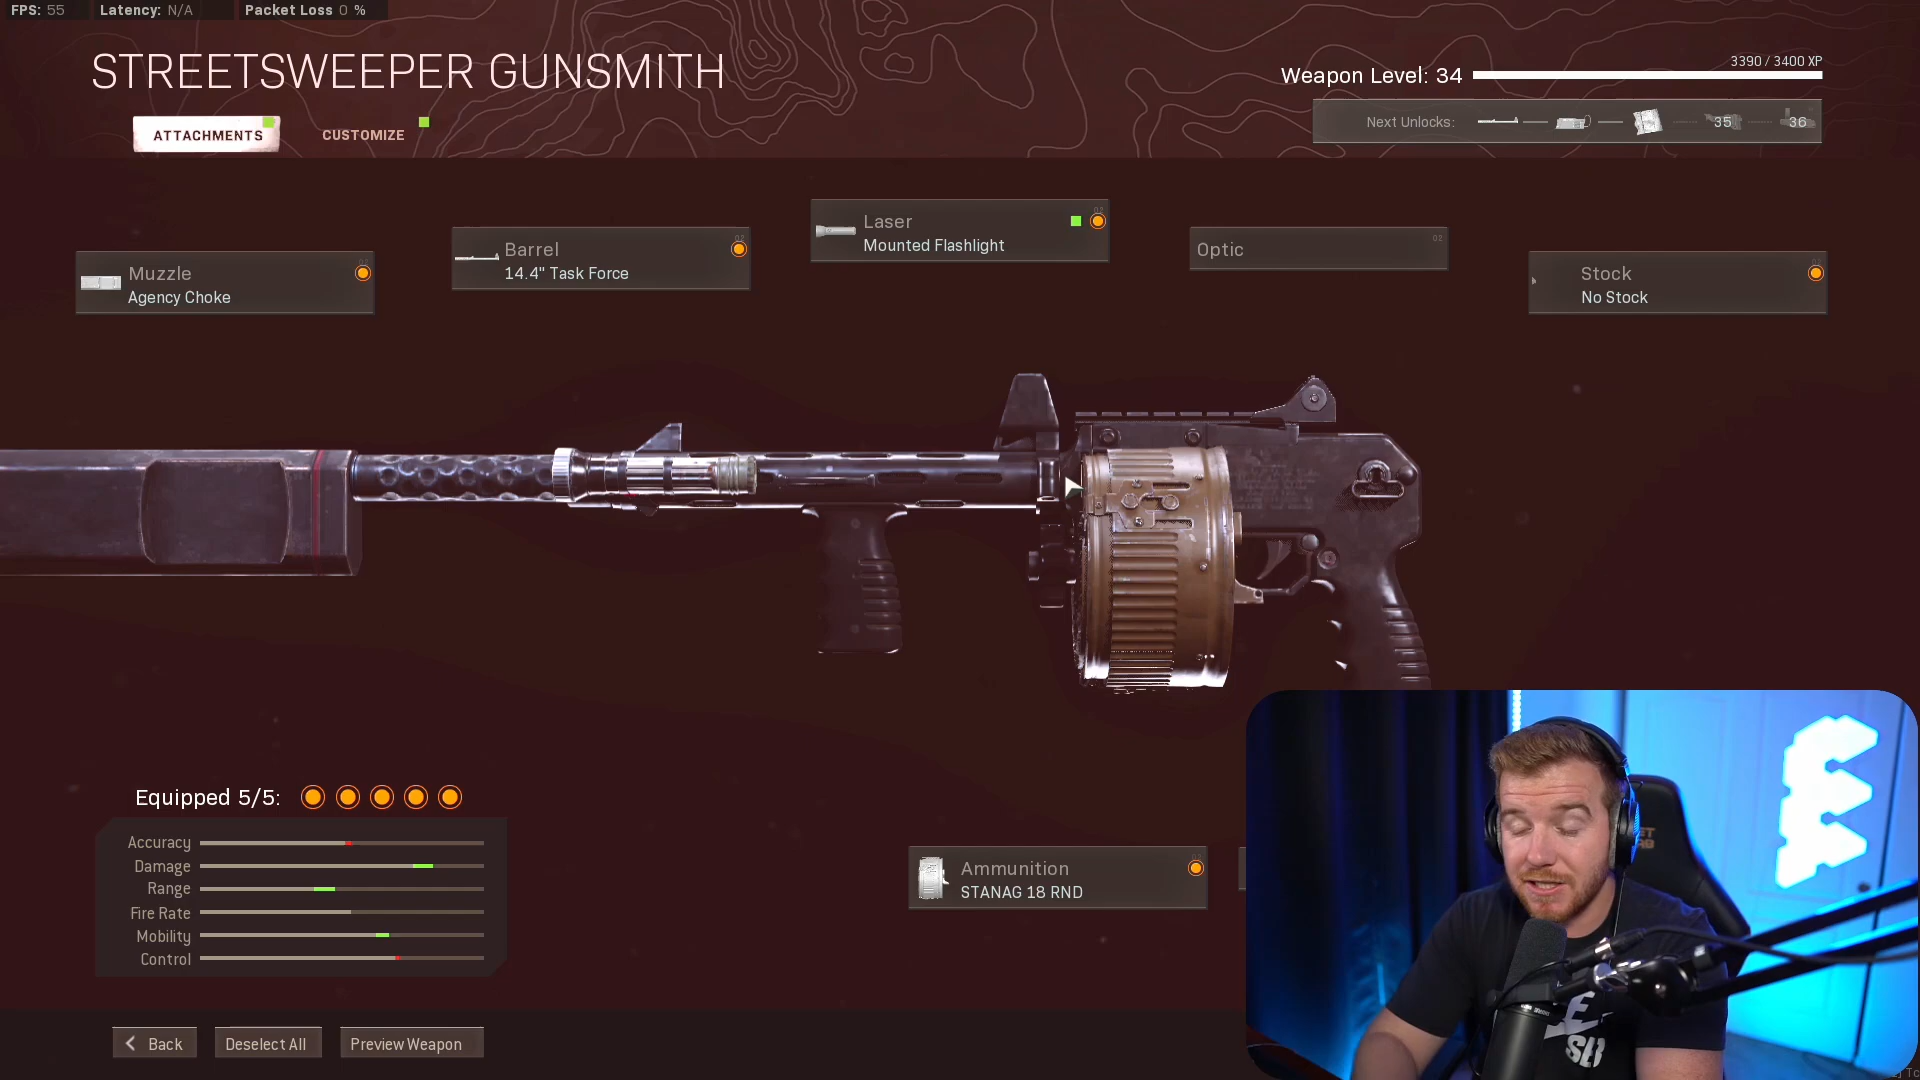 FPS: 55 Latency: N/A Packet Loss 0 %
STREETSWEEPER GUNSMITH
ATTACHMENTS
CUSTOMIZE
3390 / 3400 XP
Weapon Level: 34
Next Unlocks:
35
36
Muzzle
Agency Choke
Barrel
14.4" Task Force
Laser
Mounted Flashlight
Optic
Stock
No Stock
Equipped 5/5:
Accuracy
Damage
Range
Fire Rate
Mobility
Control
Ammunition
STANAG 18 RND
Back
Deselect All
Preview Weapon